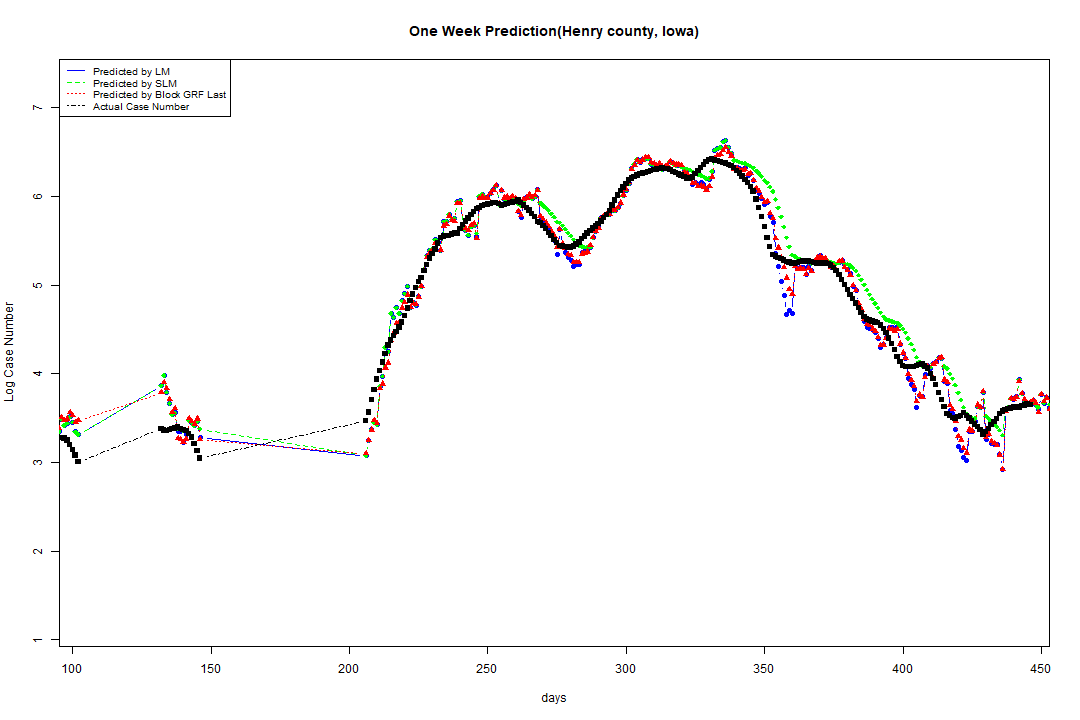 One Week Prediction(Henry county, Iowa)
Predicted by LM
Predicted by SLM
Predicted by Block GRF Last
Actual Case Number
Log Case Number
7
6
5
4
3
2
1
100 150 200 250 300 350 400 450
days